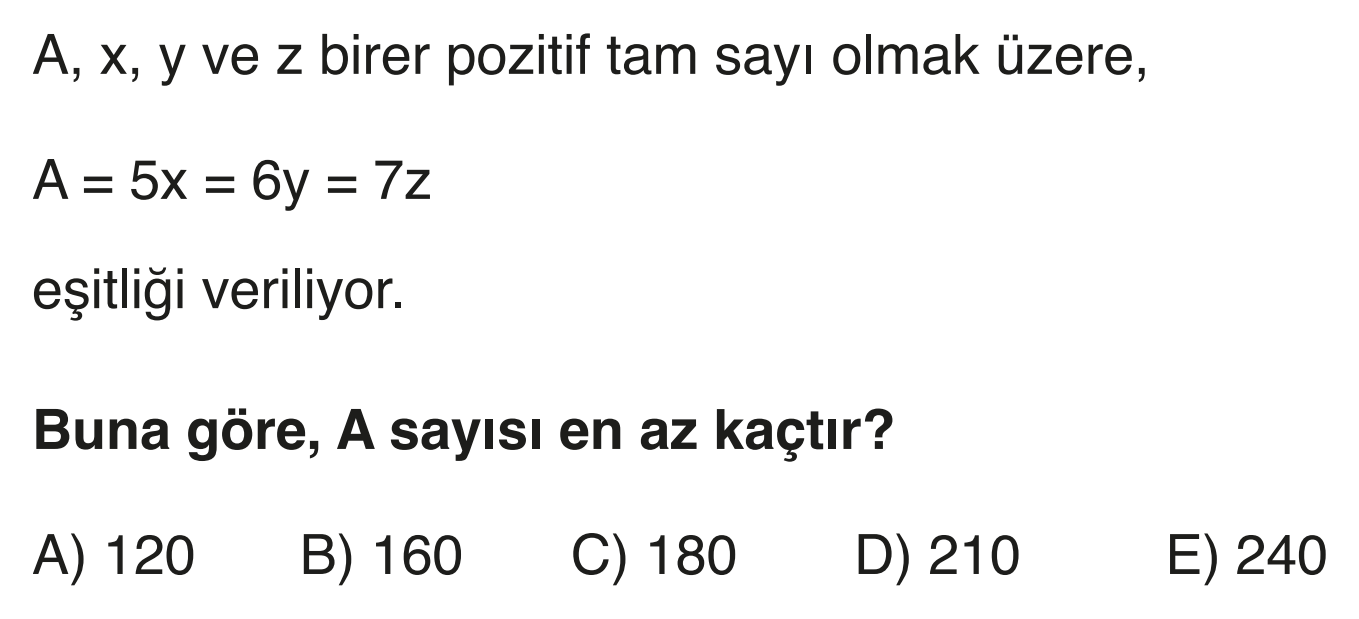 A, x, y ve z birer pozitif tam sayı olmak üzere,
A = 5x = 6y = 7z
eşitliği veriliyor.
Buna göre, A sayısı en az kaçtır?
A) 120 B) 160 C) 180 D) 210 E) 240